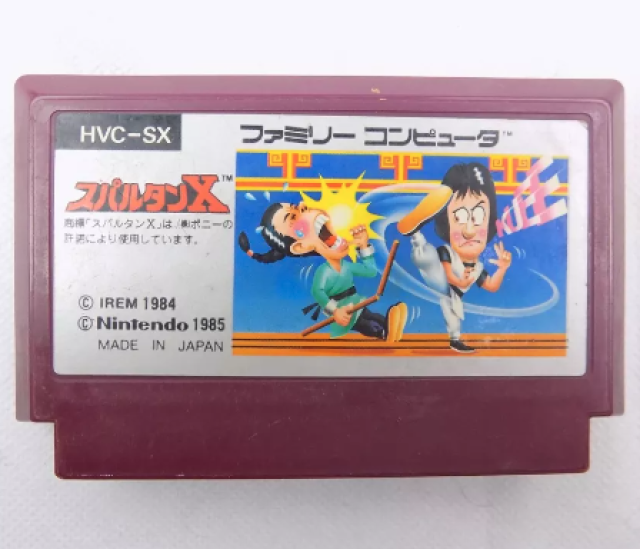 HVC-SX
ファミリー コンピュータ™
スパルタンX™
商標「スパルタンX」は(株)ポニーの
許諾により使用しています。
© IREM 1984
© Nintendo 1985
MADE IN JAPAN